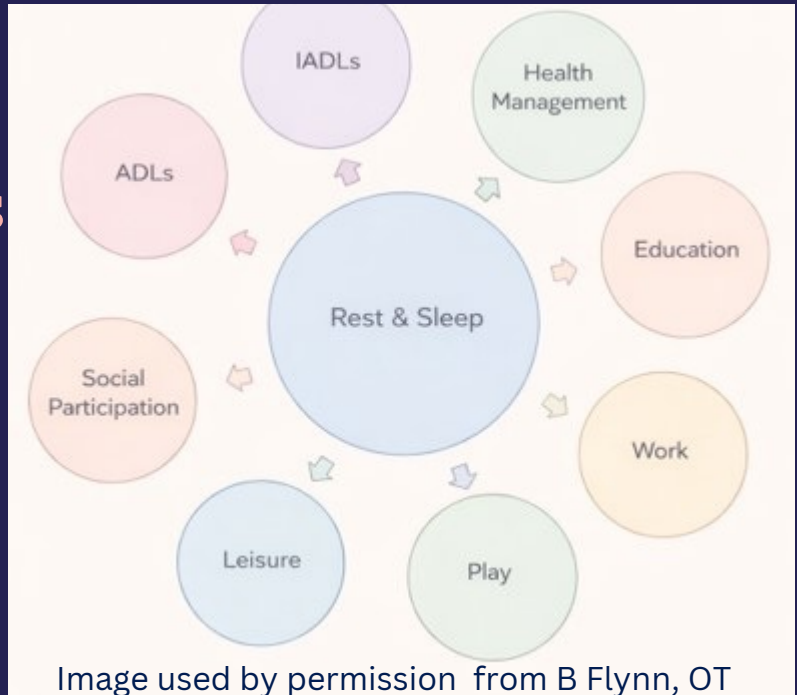 IADLs
Health
Management
ADLs
Education
Rest & Sleep
Social
Participation
Work
Leisure
Play
Image used by permission from B Flynn, OT